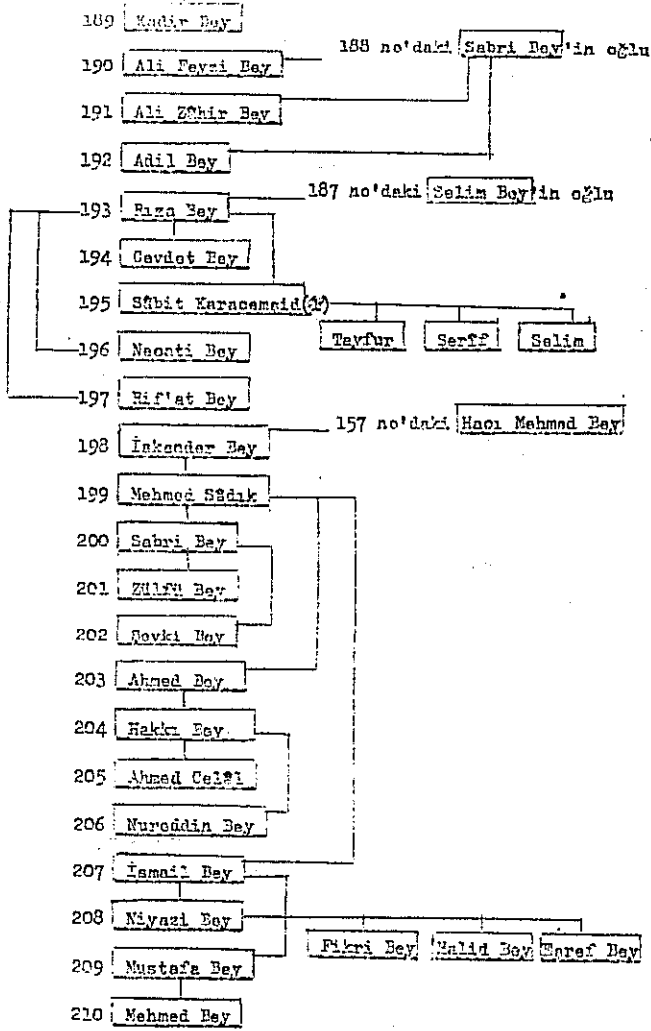 189 Kadir Bey
190 Ali Feyzi Bey 188 no'daki Sabri Bey'in oğlu
191 Ali Zâhir Bey
192 Adil Bey
193 Rıza Bey 187 no'daki Selim Bey'in oğlu
194 Cevdet Bey
195 Sâbit Karacemşid(1)
Tayfur Serff Selim
196 Necati Bey
197 Rif'at Bey
198 İskender Bey 157 no'daki Hacı Mehmed Bey
199 Mehmed Sâdık
200 Sabri Bey
201 Zülfü Bey
202 Şevki Bey
203 Ahmed Bey
204 Hakkı Bey
205 Ahmed Celâl
206 Nureddin Bey
207 İsmail Bey
208 Niyazi Bey
Fikri Bey Halid Bey Eşref Bey
209 Mustafa Bey
210 Mehmed Bey